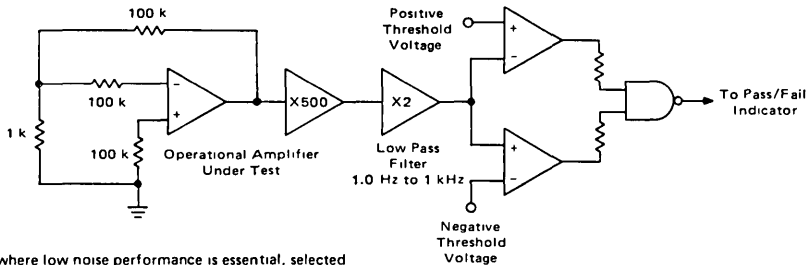 100 k
Positive
Threshold
Voltage
+
-
100 k
-
+
X500
X2
1 k
100 k
Operational Amplifier
Under Test
Low Pass
Filter
1.0 Hz to 1 kHz
+
-
To Pass/Fail
Indicator
Negative
Threshold
Voltage
where low noise performance is essential, selected